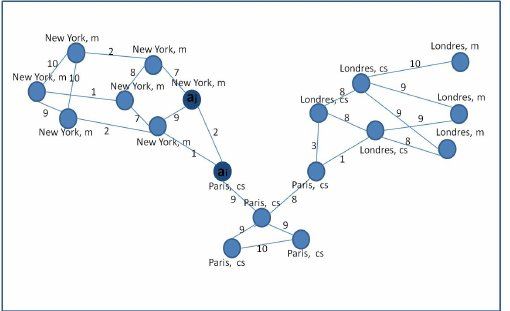 New York, m
2
New York, m
Londres, m
10
8
7
10
New York, m
10
New York, m
New York, m
Londres, cs
8
9
Londres, cs
Londres, m
1
aj
9
7
9
8
9
9
Londres, m
New York, m
2
New York, m
2
Londres, cs
8
3
1
1
ai
Paris, cs
Paris, cs
9
8
Paris, cs
9
9
10
Paris, cs
Paris, cs